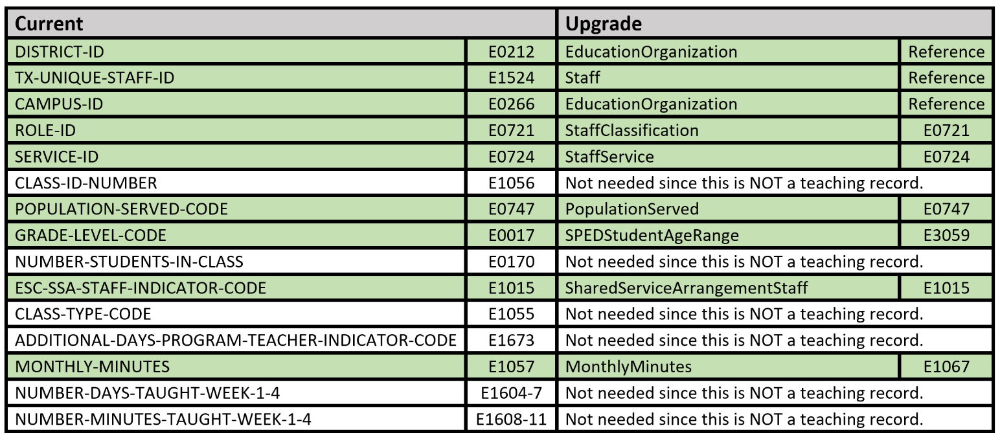 Current Upgrade
DISTRICT-ID E0212 EducationOrganization Reference
TX-UNIQUE-STAFF-ID E1524 Staff Reference
CAMPUS-ID E0266 EducationOrganization Reference
ROLE-ID E0721 StaffClassification E0721
SERVICE-ID E0724 StaffService E0724
CLASS-ID-NUMBER E1056 Not needed since this is NOT a teaching record.
POPULATION-SERVED-CODE E0747 PopulationServed E0747
GRADE-LEVEL-CODE E0017 SPEDStudentAgeRange E3059
NUMBER-STUDENTS-IN-CLASS E0170 Not needed since this is NOT a teaching record.
ESC-SSA-STAFF-INDICATOR-CODE E1015 SharedServiceArrangementStaff E1015
CLASS-TYPE-CODE E1055 Not needed since this is NOT a teaching record.
ADDITIONAL-DAYS-PROGRAM-TEACHER-INDICATOR-CODE E1673 Not needed since this is NOT a teaching record.
MONTHLY-MINUTES E1057 MonthlyMinutes E1067
NUMBER-DAYS-TAUGHT-WEEK-1-4 E1604-7 Not needed since this is NOT a teaching record.
NUMBER-MINUTES-TAUGHT-WEEK-1-4 E1608-11 Not needed since this is NOT a teaching record.